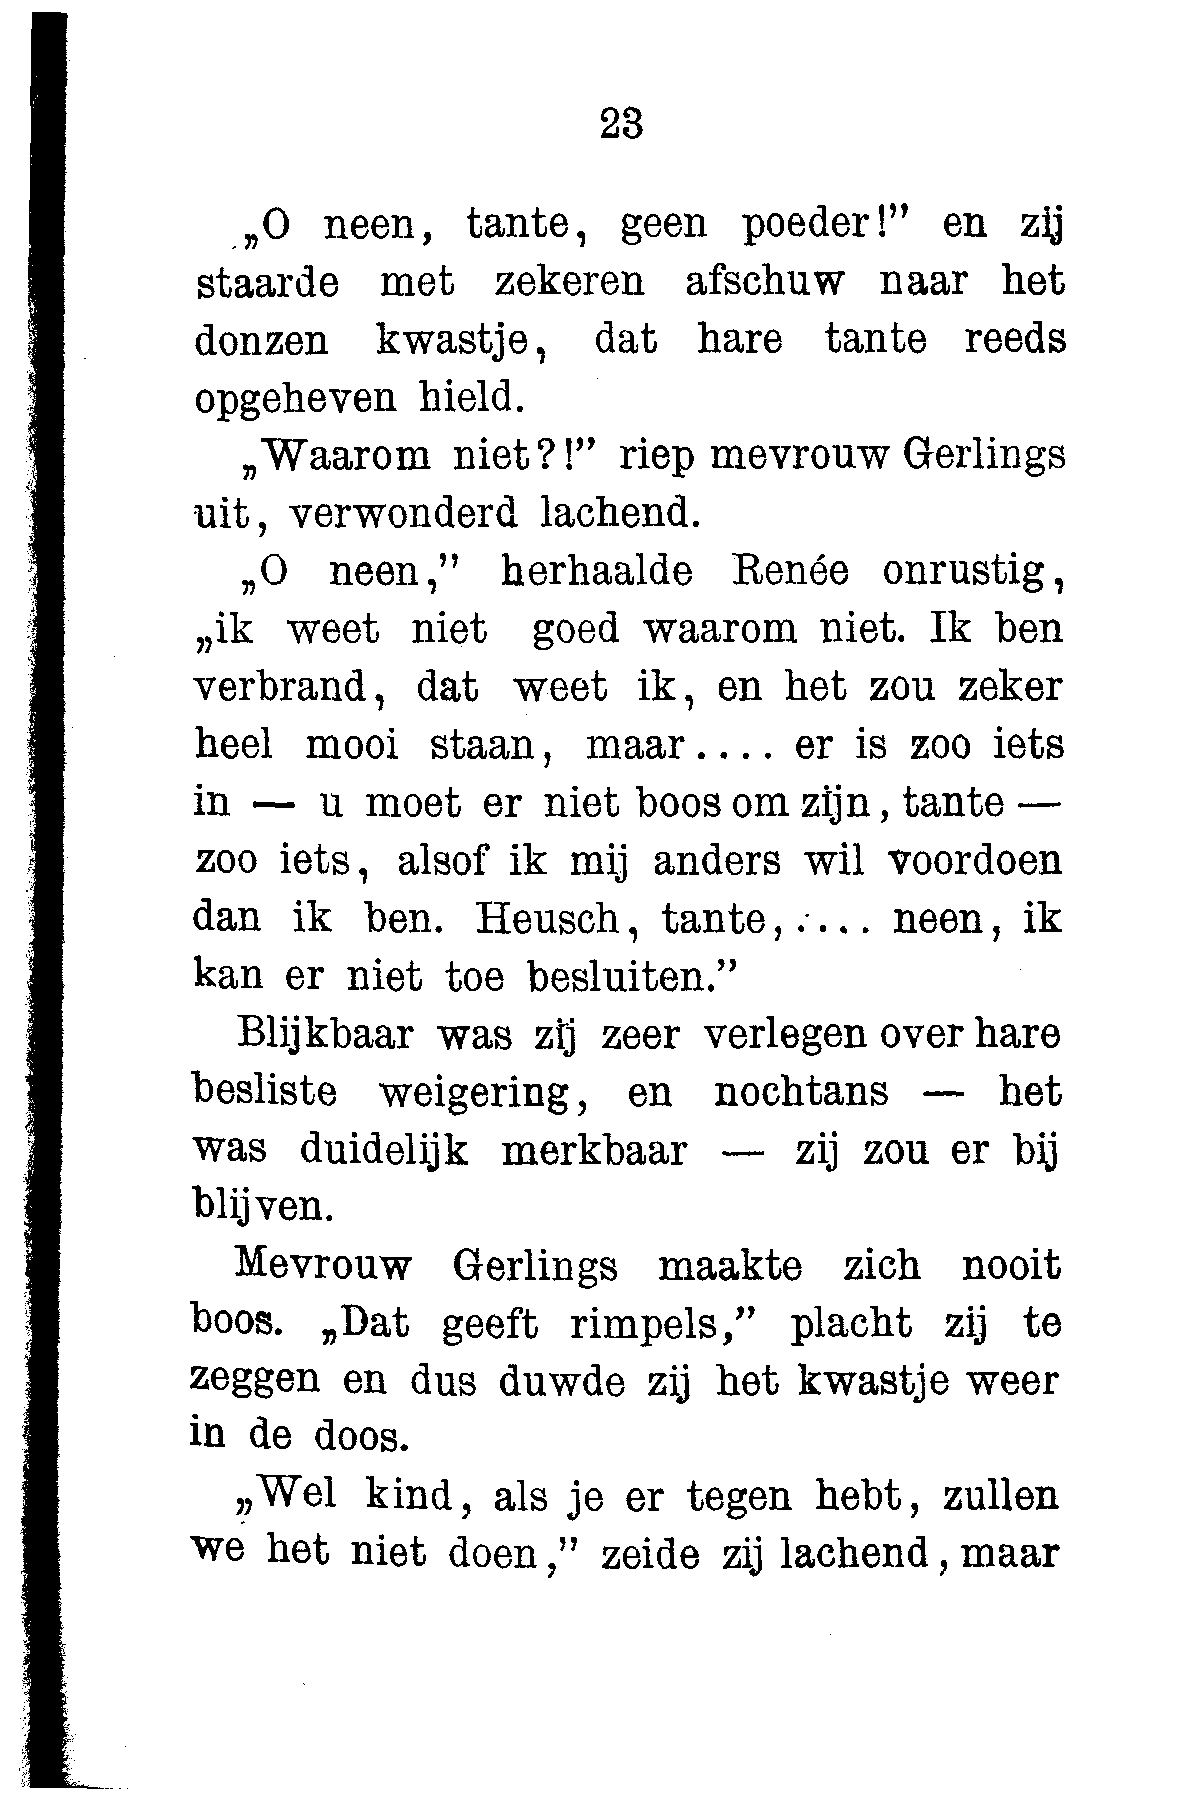 23
„O neen, tante, geen poeder!” en zij
staarde met zekeren afschuw naar het
donzen kwastje, dat hare tante reeds
opgeheven hield.
„Waarom niet?!” riep mevrouw Gerlings
uit, verwonderd lachend.
„O neen,” herhaalde Renée onrustig,
„ik weet niet goed waarom niet. Ik ben
verbrand, dat weet ik, en het zou zeker
heel mooi staan, maar.... er is zoo iets
in — u moet er niet boos om zijn, tante —
zoo iets, alsof ik mij anders wil voordoen
dan ik ben. Heusch, tante,.... neen, ik
kan er niet toe besluiten.”
Blijkbaar was zij zeer verlegen over hare
besliste weigering, en nochtans — het
was duidelijk merkbaar — zij zou er bij
blijven.
Mevrouw Gerlings maakte zich nooit
boos. „Dat geeft rimpels,” placht zij te
zeggen en dus duwde zij het kwastje weer
in de doos.
„Wel kind, als je er tegen hebt, zullen
we het niet doen,” zeide zij lachend, maar